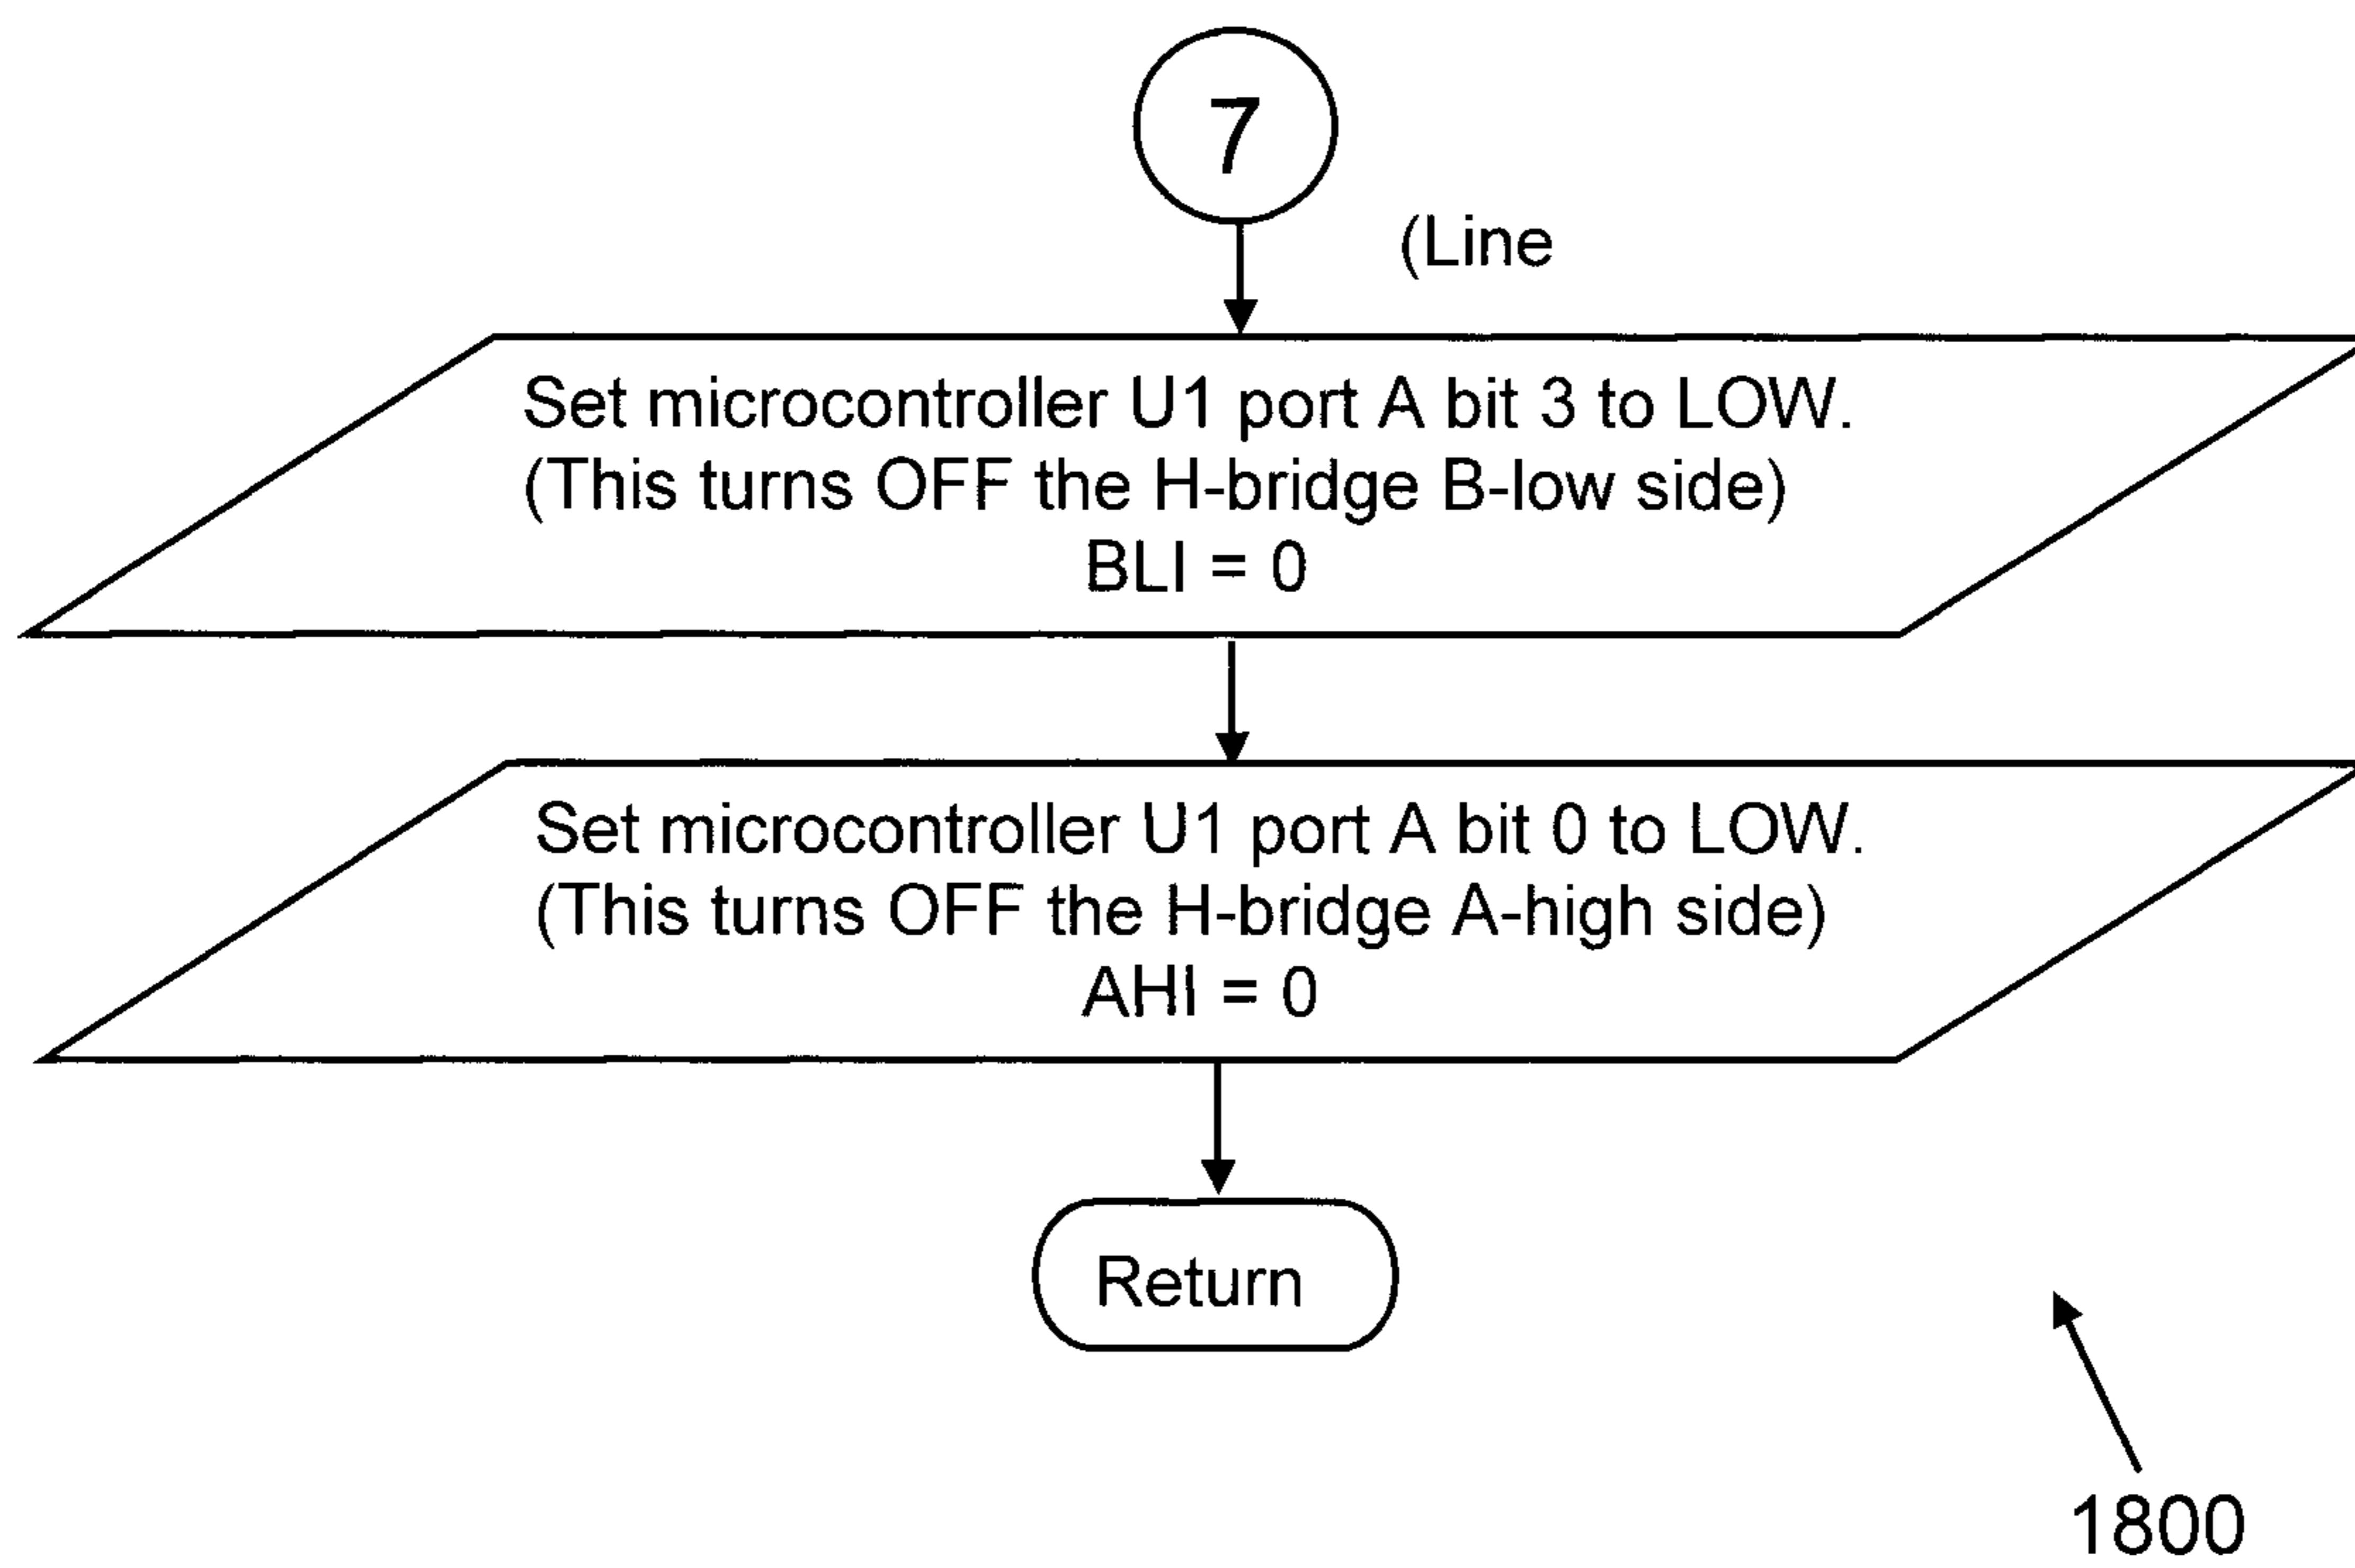 7
(Line
Set microcontroller U1 port A bit 3 to LOW.
(This turns OFF the H-bridge B-low side)
BLI = 0
Set microcontroller U1 port A bit 0 to LOW.
(This turns OFF the H-bridge A-high side)
AHI = 0
Return
1800